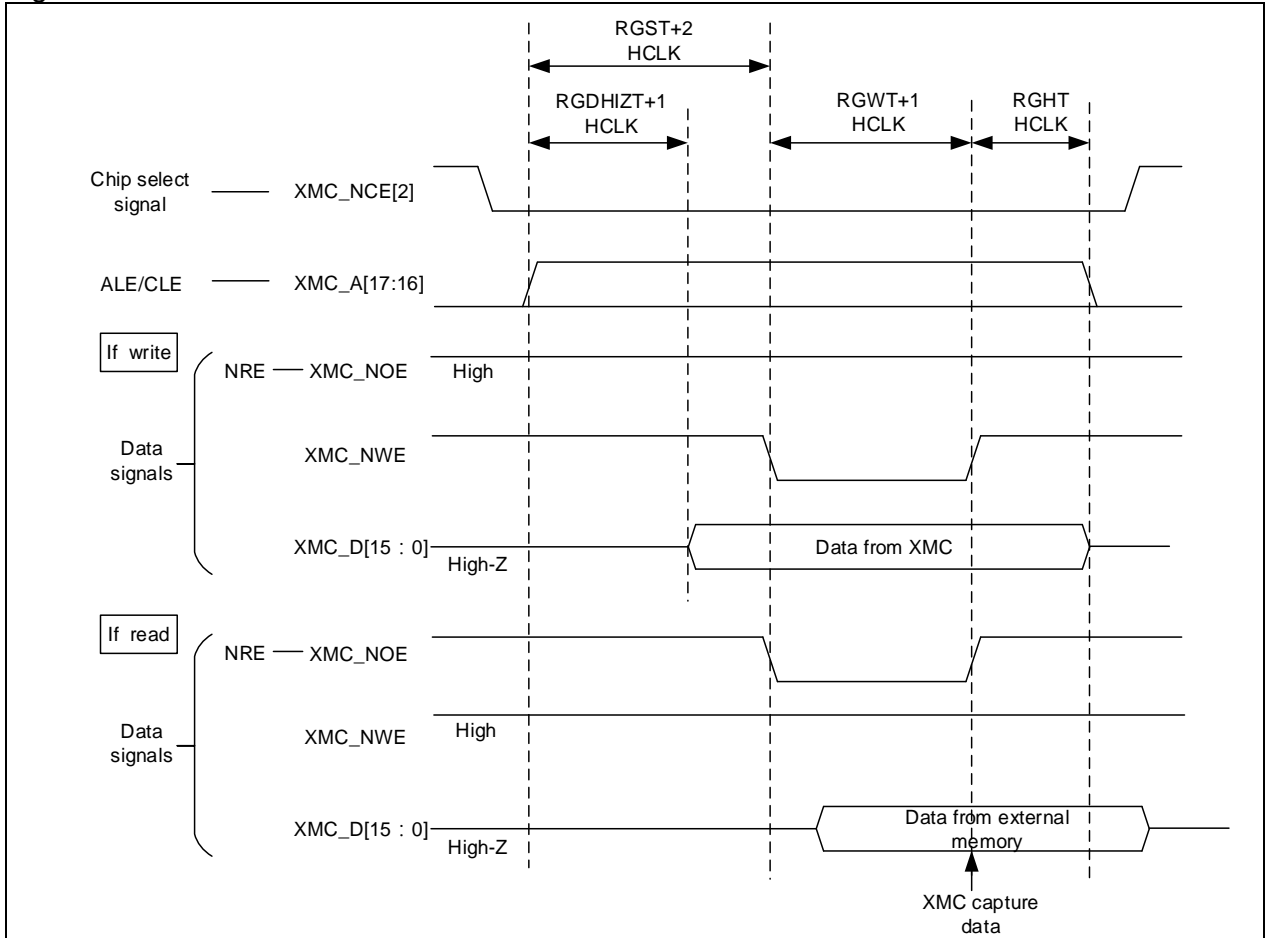 RGST+2
HCLK
RGDHIZT+1
HCLK
RGWT+1
HCLK
RGHT
HCLK
Chip select
signal
XMC_NCE[2]
ALE/CLE
XMC_A[17:16]
If write
NRE
XMC_NOE
High
Data
signals
XMC_NWE
XMC_D[15 : 0]
High-Z
Data from XMC
If read
NRE
XMC_NOE
Data
signals
XMC_NWE
High
XMC_D[15 : 0]
High-Z
Data from external
memory
XMC capture
data